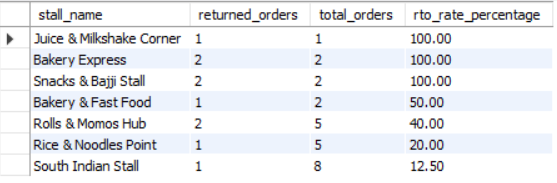 stall_name returned_orders total_orders rto_rate_percentage
Juice & Milkshake Corner 1 1 100.00
Bakery Express 2 2 100.00
Snacks & Bajji Stall 2 2 100.00
Bakery & Fast Food 1 2 50.00
Rolls & Momos Hub 2 5 40.00
Rice & Noodles Point 1 5 20.00
South Indian Stall 1 8 12.50